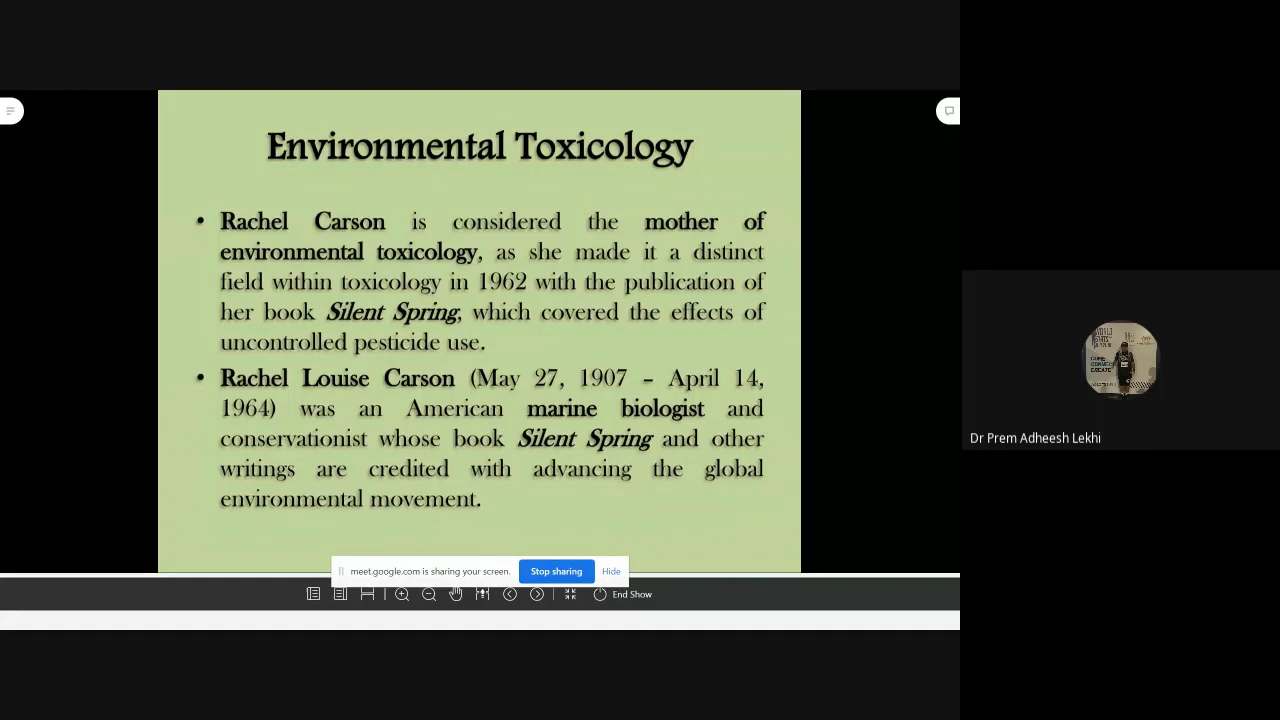 Environmental Toxicology
• Rachel Carson is considered the mother of
environmental toxicology, as she made it a distinct
field within toxicology in 1962 with the publication of
her book Silent Spring, which covered the effects of
uncontrolled pesticide use.
• Rachel Louise Carson (May 27, 1907 – April 14,
1964) was an American marine biologist and
conservationist whose book Silent Spring and other
writings are credited with advancing the global
environmental movement.
meet.google.com is sharing your screen. Stop sharing Hide
End Show
Dr Prem Adheesh Lekhi